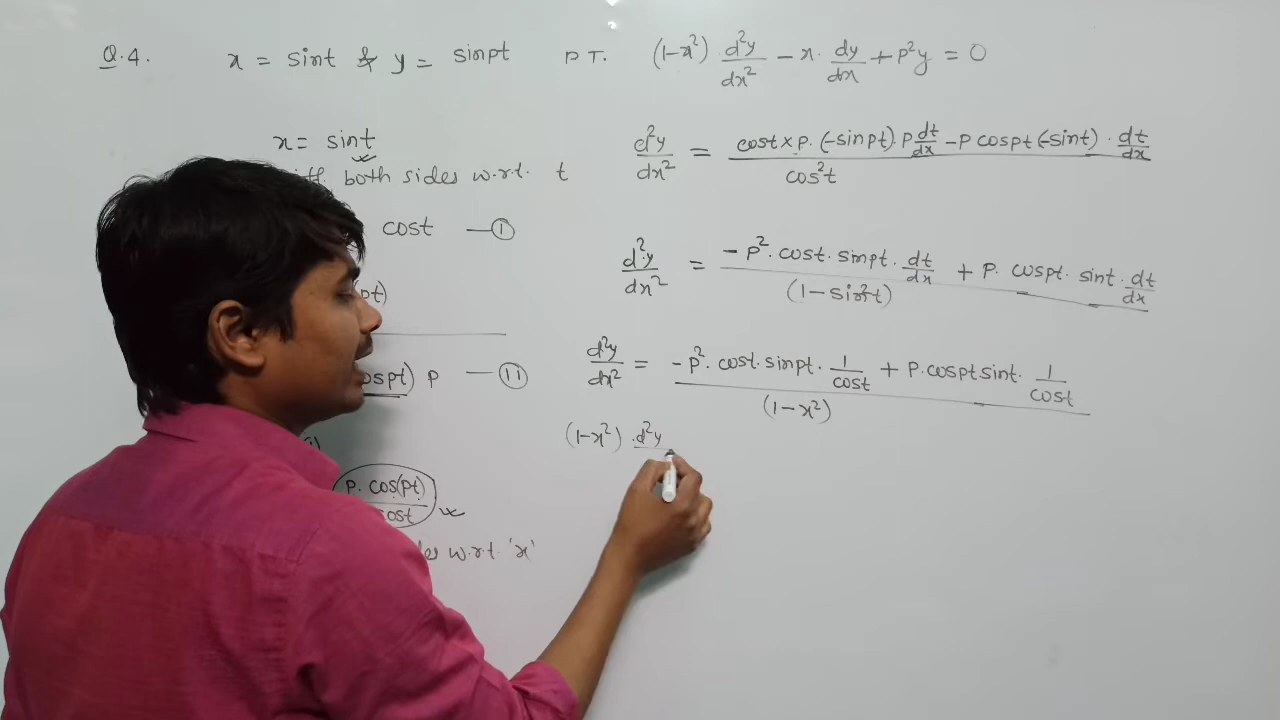 Q.4. x = sint & y = sinpt P.T. (1-x²).d²y/dx² - x.dy/dx + p²y = 0
x = sint
both sides w.r.t. t
cost —①
pt)
ospt) p —⑪
p. cos(pt)
cost
w.r.t. 'x'
d²y/dx² = cost x p.(-sinpt).p dt/dx - p cospt(-sint).dt/dx
cos²t
d²y/dx² = -p².cost.sinpt.dt/dx + p. cospt. sint.dt/dx
(1-sin²t)
d²y/dx² = -p².cost.sinpt.1/cost + p.cospt sint.1/cost
(1-x²)
(1-x²).d²y